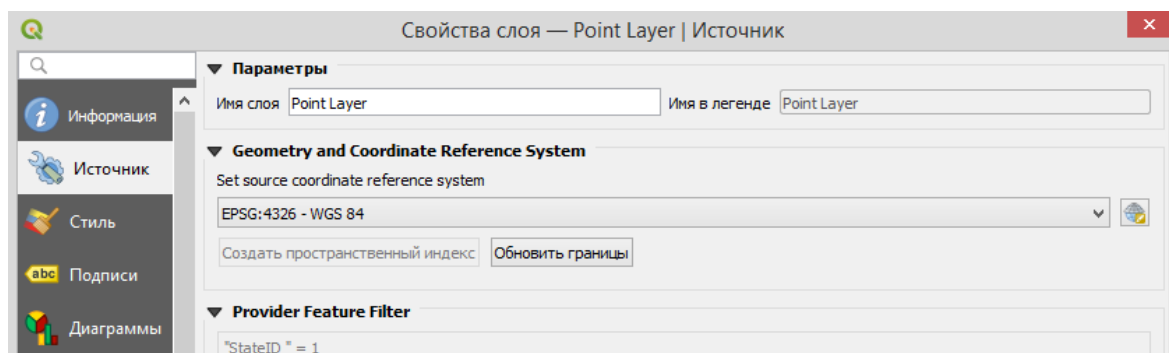 Свойства слоя — Point Layer | Источник
Информация
Источник
Стиль
abc Подписи
Диаграммы
Параметры
Имя слоя Point Layer Имя в легенде Point Layer
Geometry and Coordinate Reference System
Set source coordinate reference system
EPSG:4326 - WGS 84
Создать пространственный индекс Обновить границы
Provider Feature Filter
"StateID " = 1